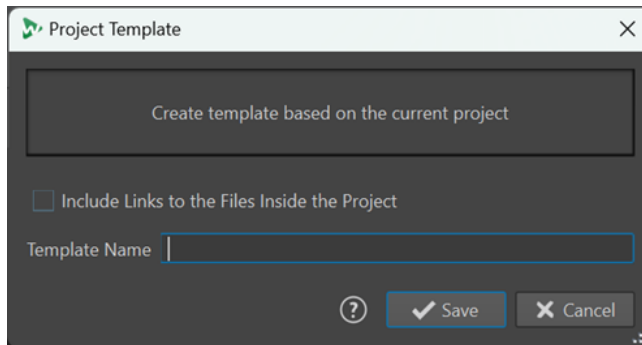 Project Template
Create template based on the current project
Include Links to the Files Inside the Project
Template Name
? Save Cancel